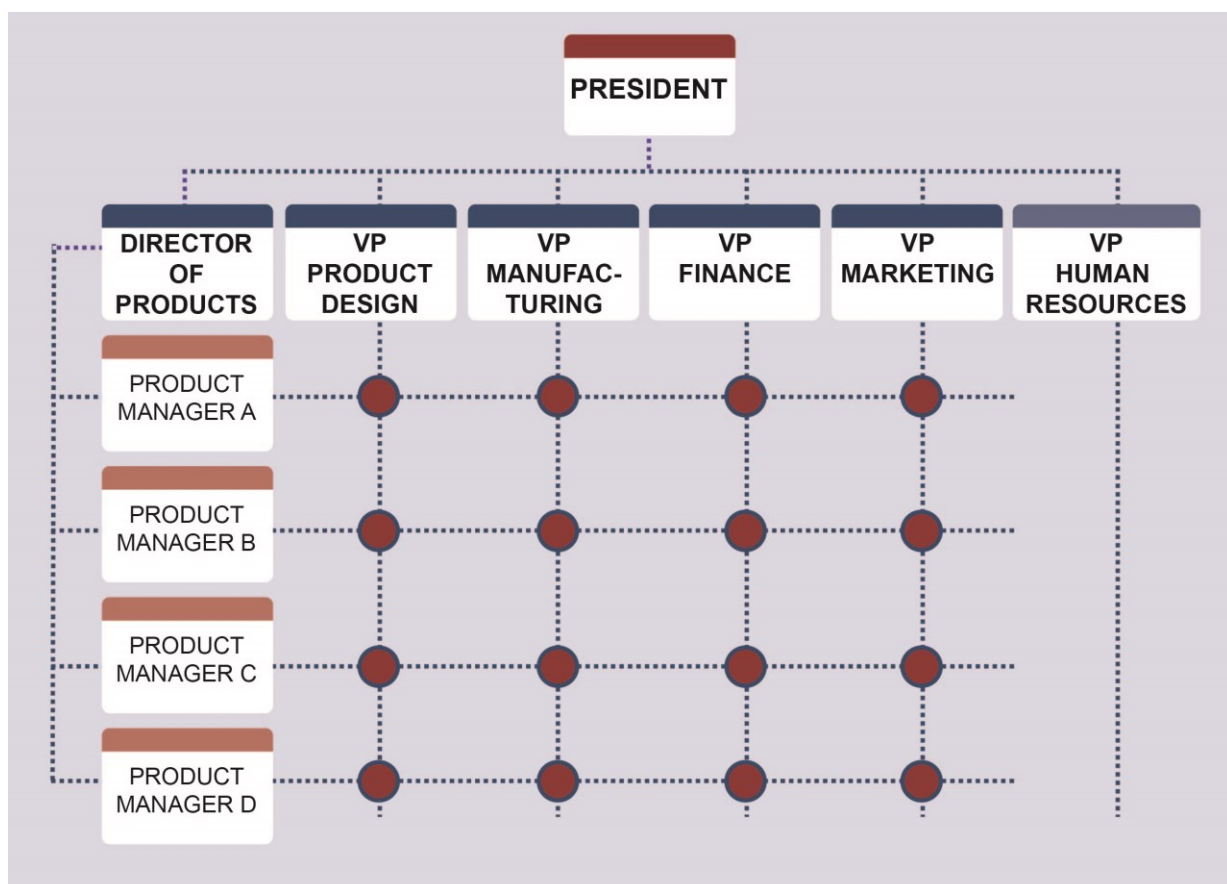 PRESIDENT
DIRECTOR
OF
PRODUCTS
VP
PRODUCT
DESIGN
VP
MANUFAC-
TURING
VP
FINANCE
VP
MARKETING
VP
HUMAN
RESOURCES
PRODUCT
MANAGER A
PRODUCT
MANAGER B
PRODUCT
MANAGER C
PRODUCT
MANAGER D